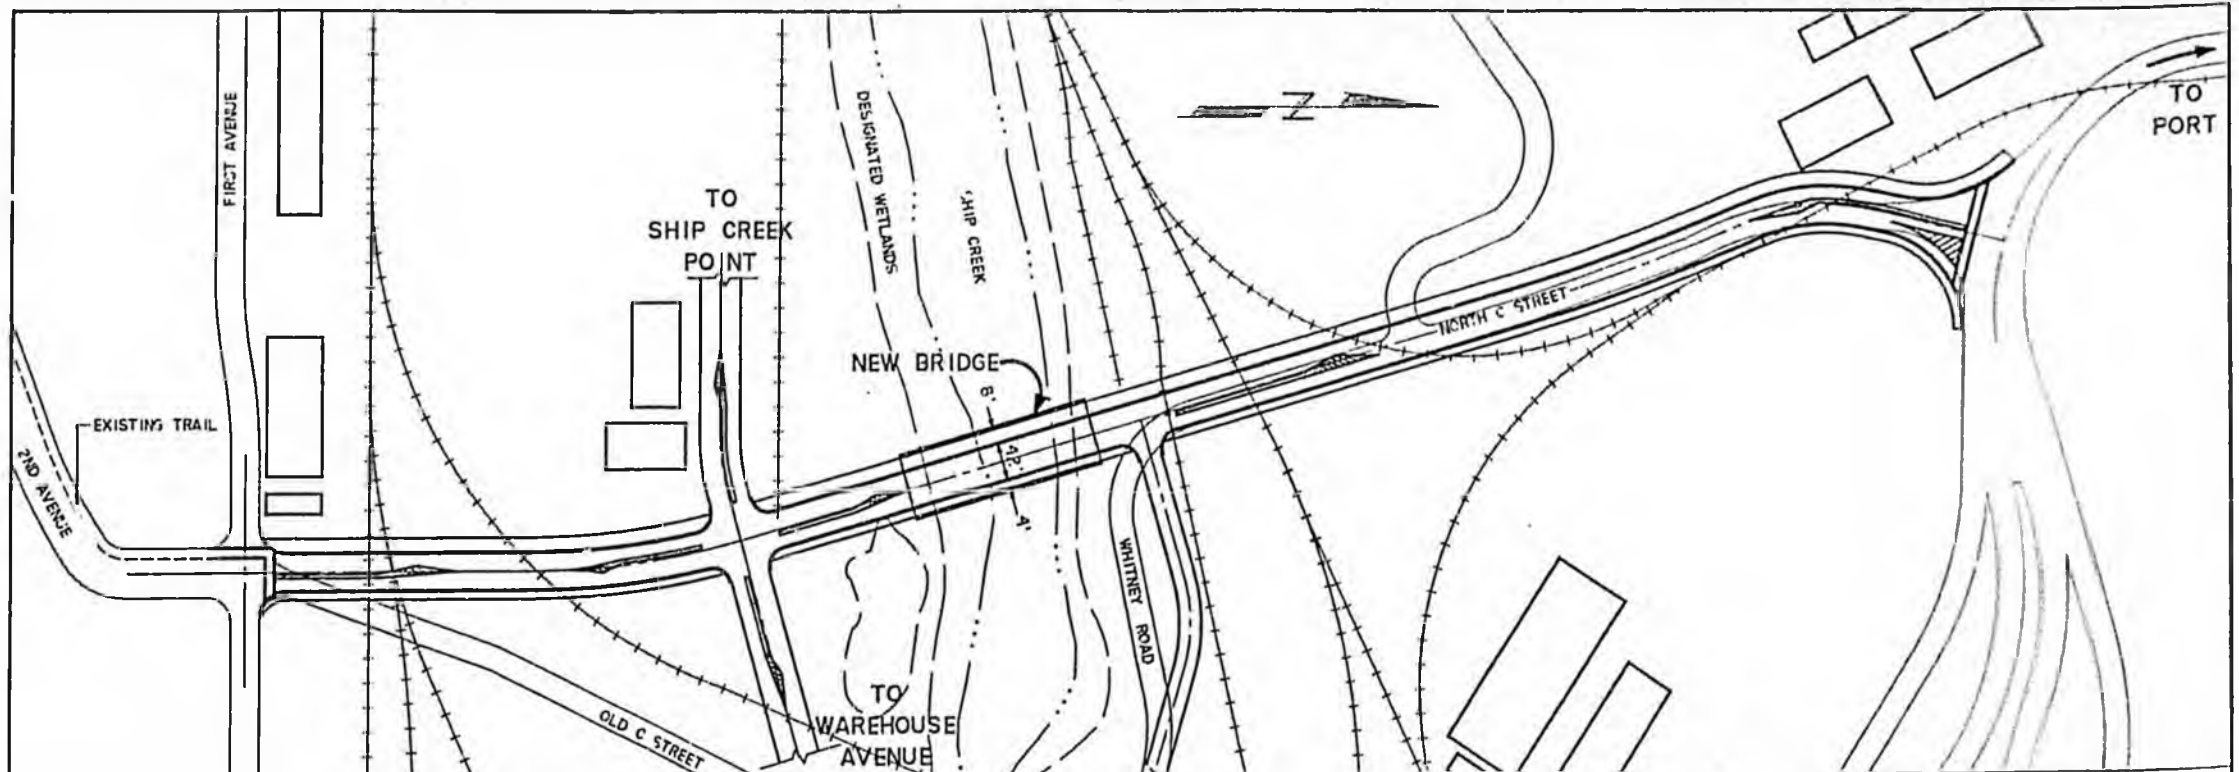 FIRST AVENUE
EXISTING TRAIL
2ND AVENUE
TO
SHIP CREEK
POINT
DESIGNATED WETLANDS
SHIP CREEK
N
NEW BRIDGE
8'
42'
4'
OLD C STREET
TO
WAREHOUSE
AVENUE
WHITNEY ROAD
NORTH C STREET
TO
PORT